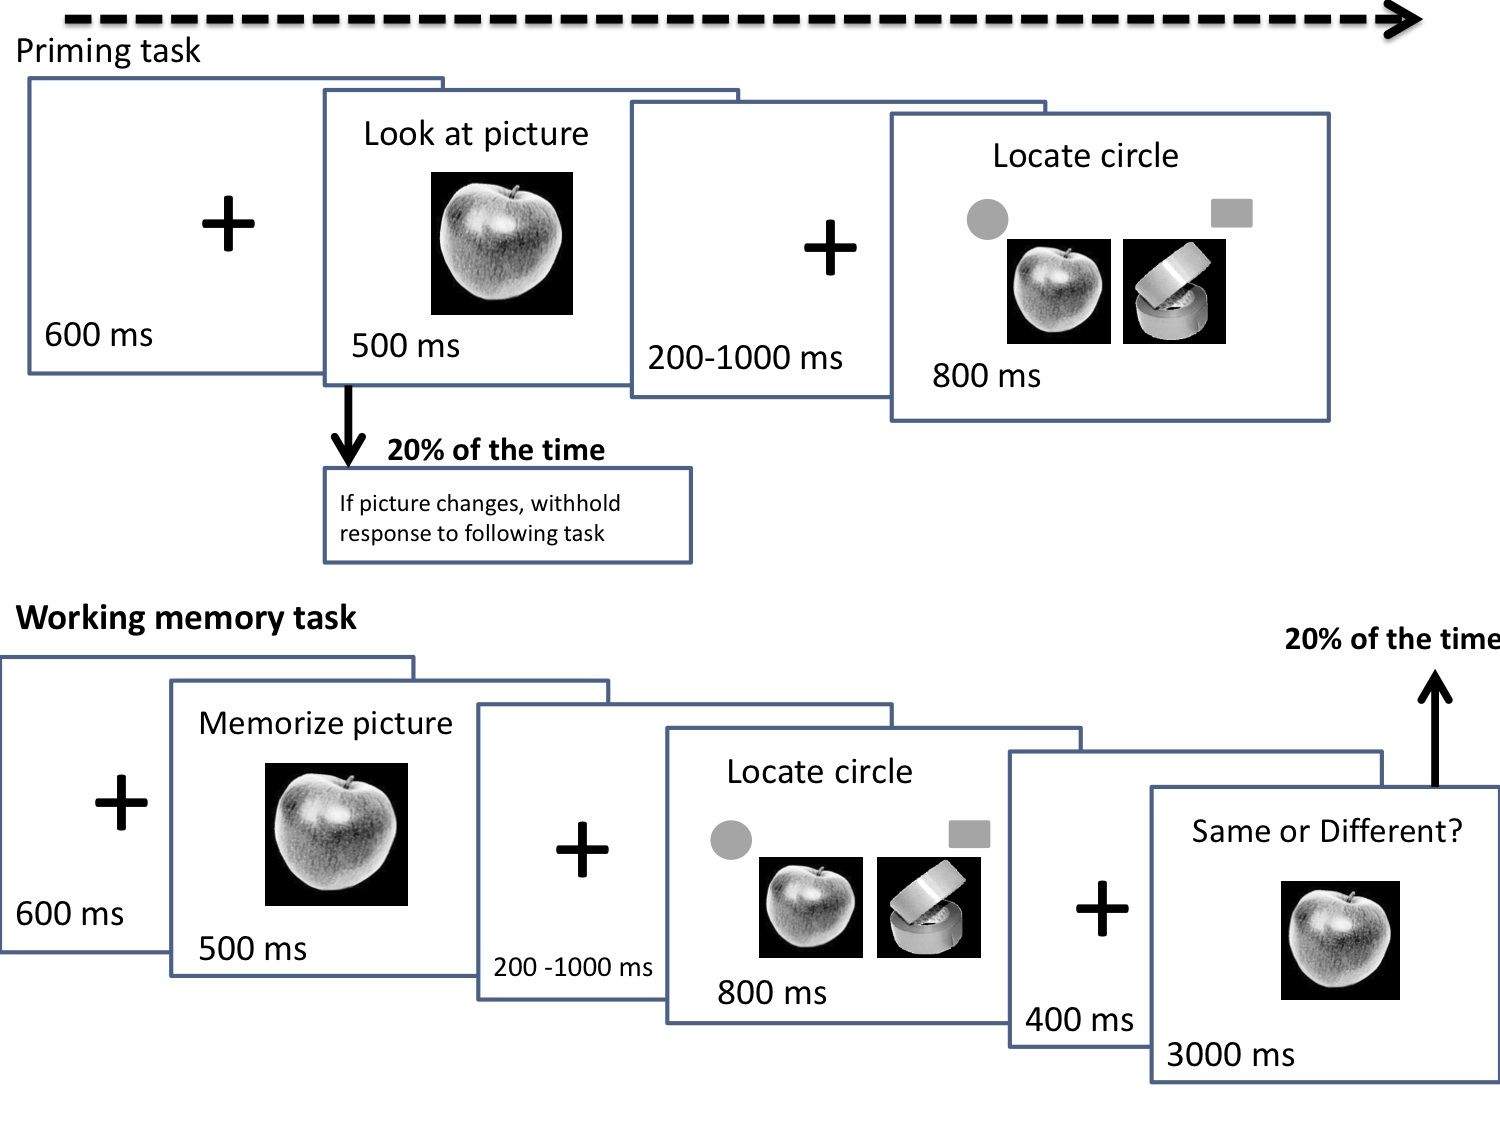 Priming task
600 ms
Look at picture
500 ms
200-1000 ms
Locate circle
800 ms
20% of the time
If picture changes, withhold
response to following task
Working memory task
20% of the time
600 ms
Memorize picture
500 ms
200 -1000 ms
Locate circle
800 ms
400 ms
Same or Different?
3000 ms